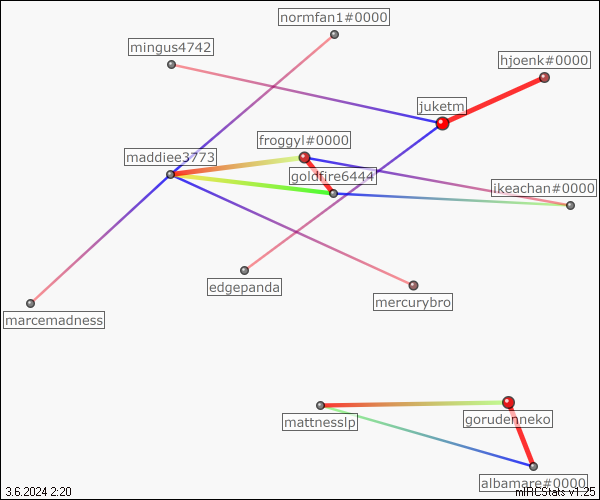 normfan1#0000
mingus4742
hjoenk#0000
juketm
froggyl#0000
maddiee3773
goldfire6444
ikeachan#0000
edgepanda
mercurybro
marcemadness
mattnesslp
gorudenneko
albamare#0000
3.6.2024 2:20
mIRCStats v1.25